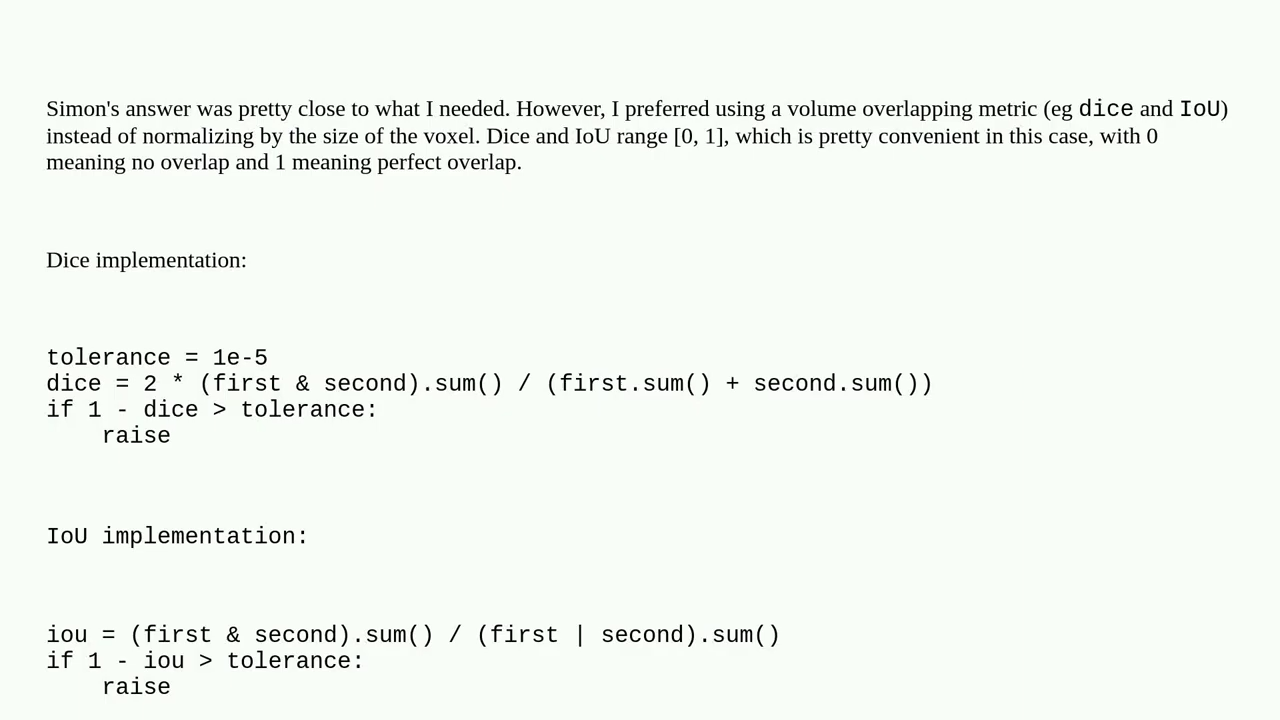 Simon's answer was pretty close to what I needed. However, I preferred using a volume overlapping metric (eg dice and IoU)
instead of normalizing by the size of the voxel. Dice and IoU range [0, 1], which is pretty convenient in this case, with 0
meaning no overlap and 1 meaning perfect overlap.
Dice implementation:
tolerance = 1e-5
dice = 2 * (first & second).sum() / (first.sum() + second.sum())
if 1 - dice > tolerance:
    raise
IoU implementation:
iou = (first & second).sum() / (first | second).sum()
if 1 - iou > tolerance:
    raise